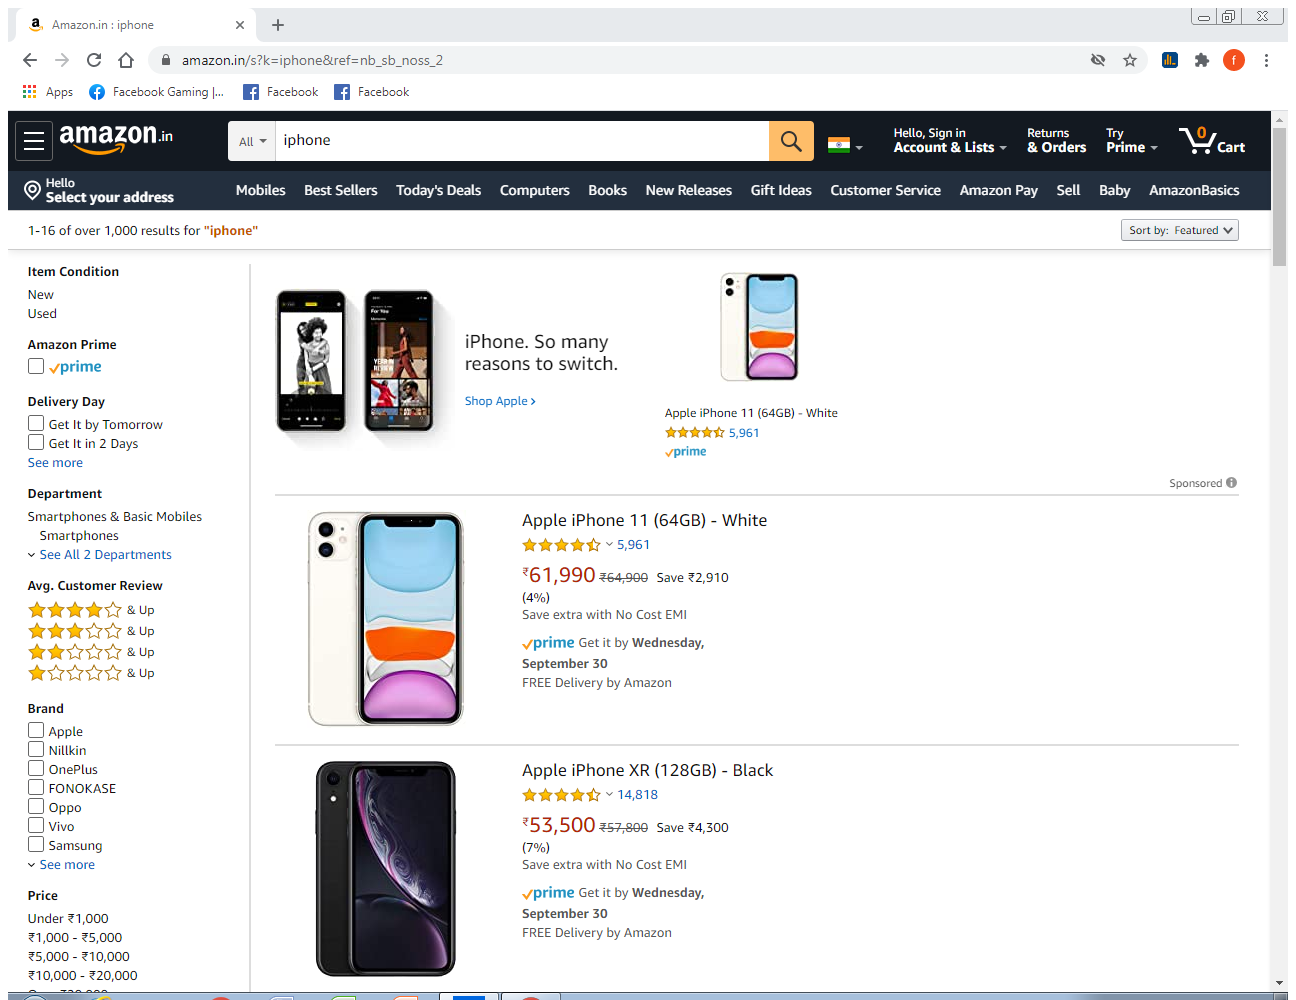 Amazon.in : iphone
amazon.in/s?k=iphone&ref=nb_sb_noss_2
f
Apps
Facebook Gaming |...
Facebook
Facebook
amazon.in
All
iphone
Hello, Sign in
Account & Lists
Returns
& Orders
Try
Prime
0
Cart
Hello
Select your address
Mobiles
Best Sellers
Today's Deals
Computers
Books
New Releases
Gift Ideas
Customer Service
Amazon Pay
Sell
Baby
AmazonBasics
1-16 of over 1,000 results for "iphone"
Sort by: Featured
Item Condition
New
Used
Amazon Prime
prime
Delivery Day
Get It by Tomorrow
Get It in 2 Days
See more
Department
Smartphones & Basic Mobiles
Smartphones
See All 2 Departments
Avg. Customer Review
& Up
& Up
& Up
& Up
Brand
Apple
Nillkin
OnePlus
FONOKASE
Oppo
Vivo
Samsung
See more
Price
Under ₹1,000
₹1,000 - ₹5,000
₹5,000 - ₹10,000
₹10,000 - ₹20,000
For You
YEAR IN
REVIEW
iPhone. So many
reasons to switch.
Shop Apple ›
Apple iPhone 11 (64GB) - White
5,961
prime
Sponsored
Apple iPhone 11 (64GB) - White
5,961
₹61,990 ₹64,900 Save ₹2,910
(4%)
Save extra with No Cost EMI
prime Get it by Wednesday,
September 30
FREE Delivery by Amazon
Apple iPhone XR (128GB) - Black
14,818
₹53,500 ₹57,800 Save ₹4,300
(7%)
Save extra with No Cost EMI
prime Get it by Wednesday,
September 30
FREE Delivery by Amazon